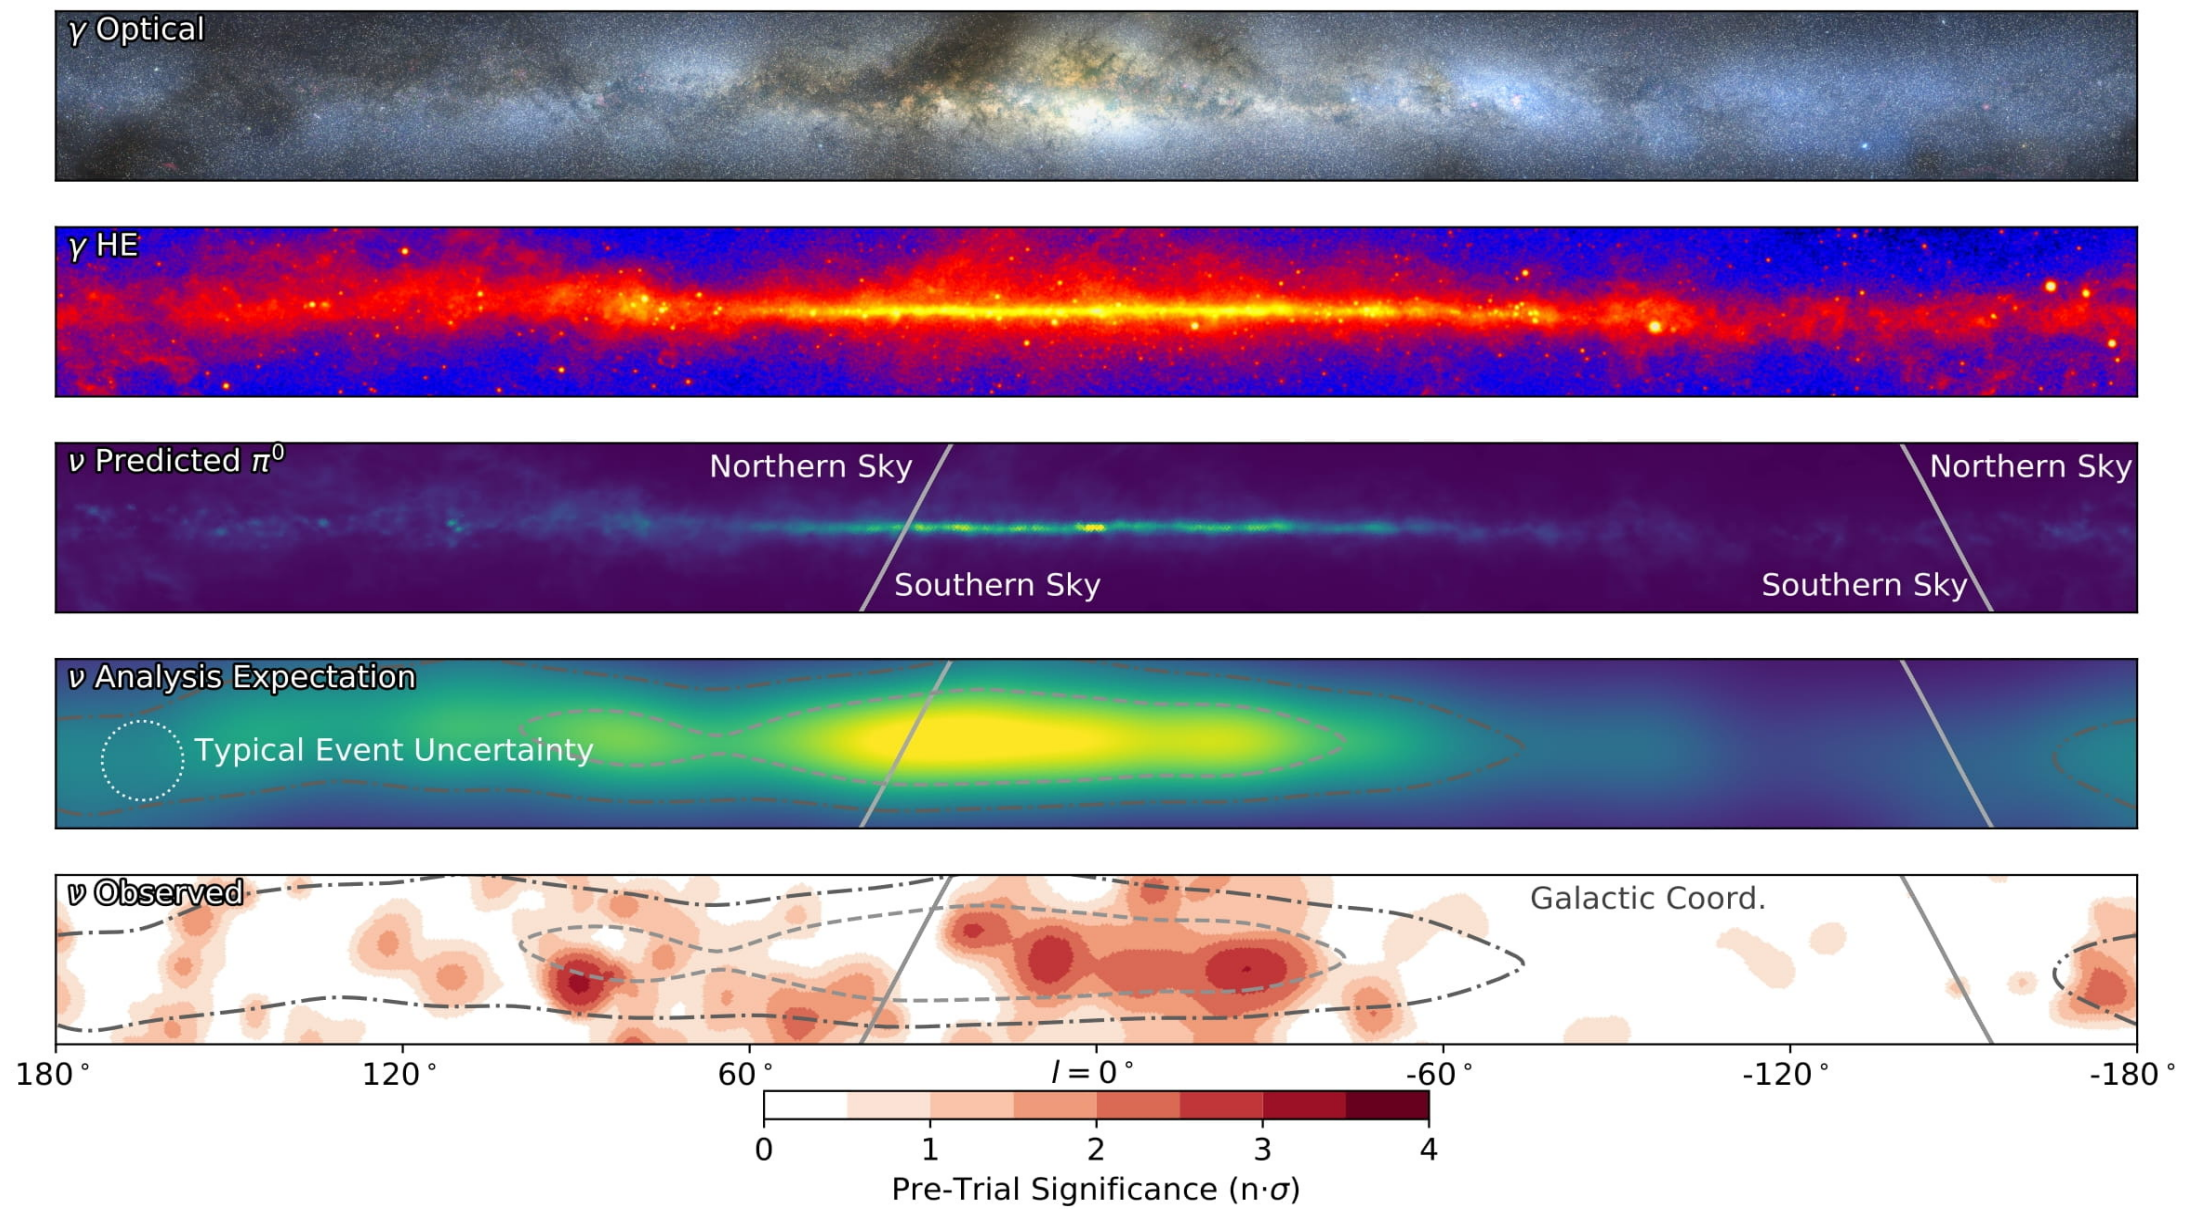 γ Optical
γ HE
ν Predicted π⁰
Northern Sky
Northern Sky
Southern Sky
Southern Sky
ν Analysis Expectation
Typical Event Uncertainty
ν Observed
Galactic Coord.
180° 120° 60° l = 0° -60° -120° -180°
0 1 2 3 4
Pre-Trial Significance (n·σ)